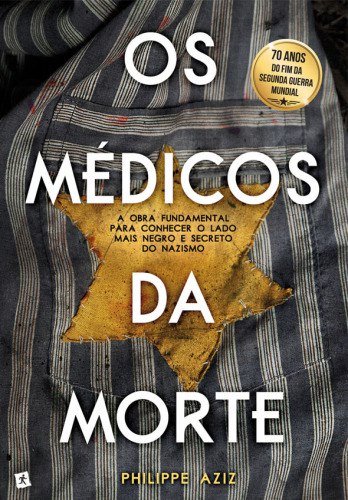 OS
70 ANOS
DO FIM DA
SEGUNDA GUERRA
MUNDIAL
MÉDICOS
A OBRA FUNDAMENTAL
PARA CONHECER O LADO
MAIS NEGRO E SECRETO
DO NAZISMO
DA
MORTE
PHILIPPE AZIZ